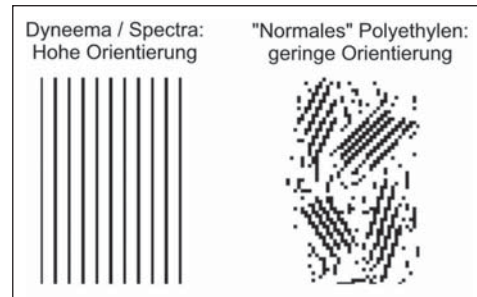 Dyneema / Spectra:
Hohe Orientierung
"Normales" Polyethylen:
geringe Orientierung